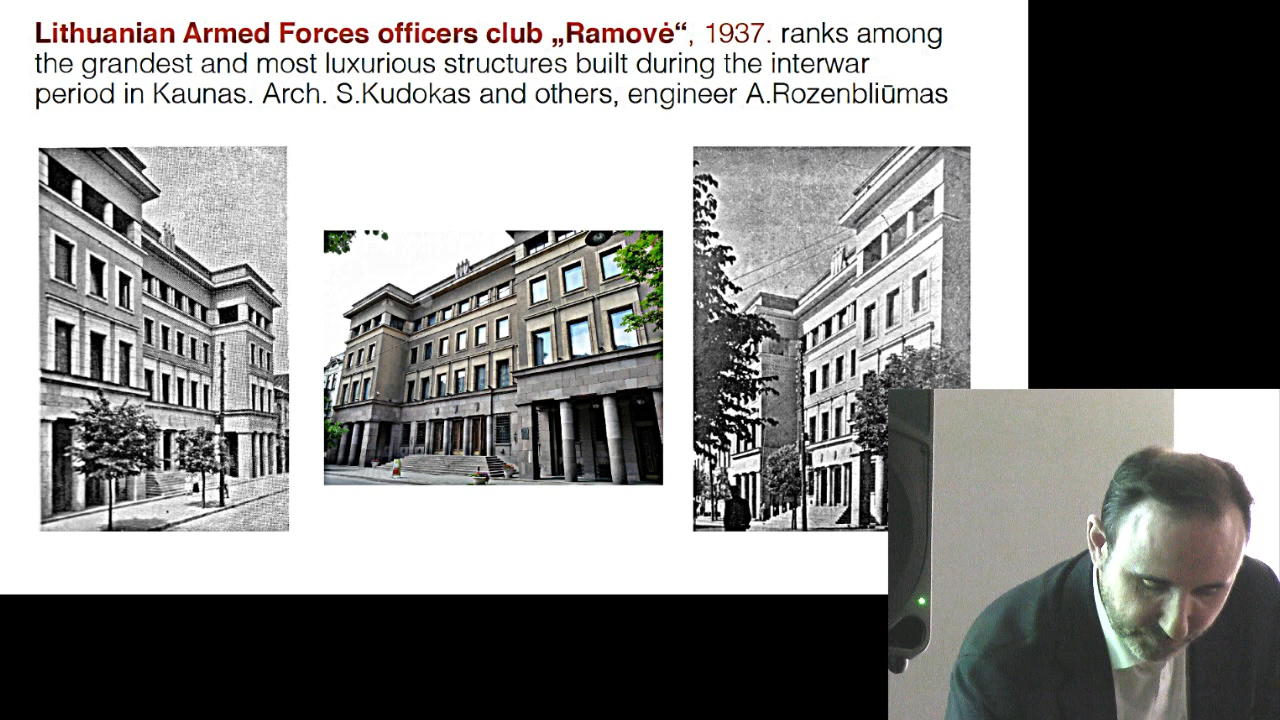 Lithuanian Armed Forces officers club „Ramovė“, 1937. ranks among
the grandest and most luxurious structures built during the interwar
period in Kaunas. Arch. S.Kudokas and others, engineer A.Rozenbliūmas